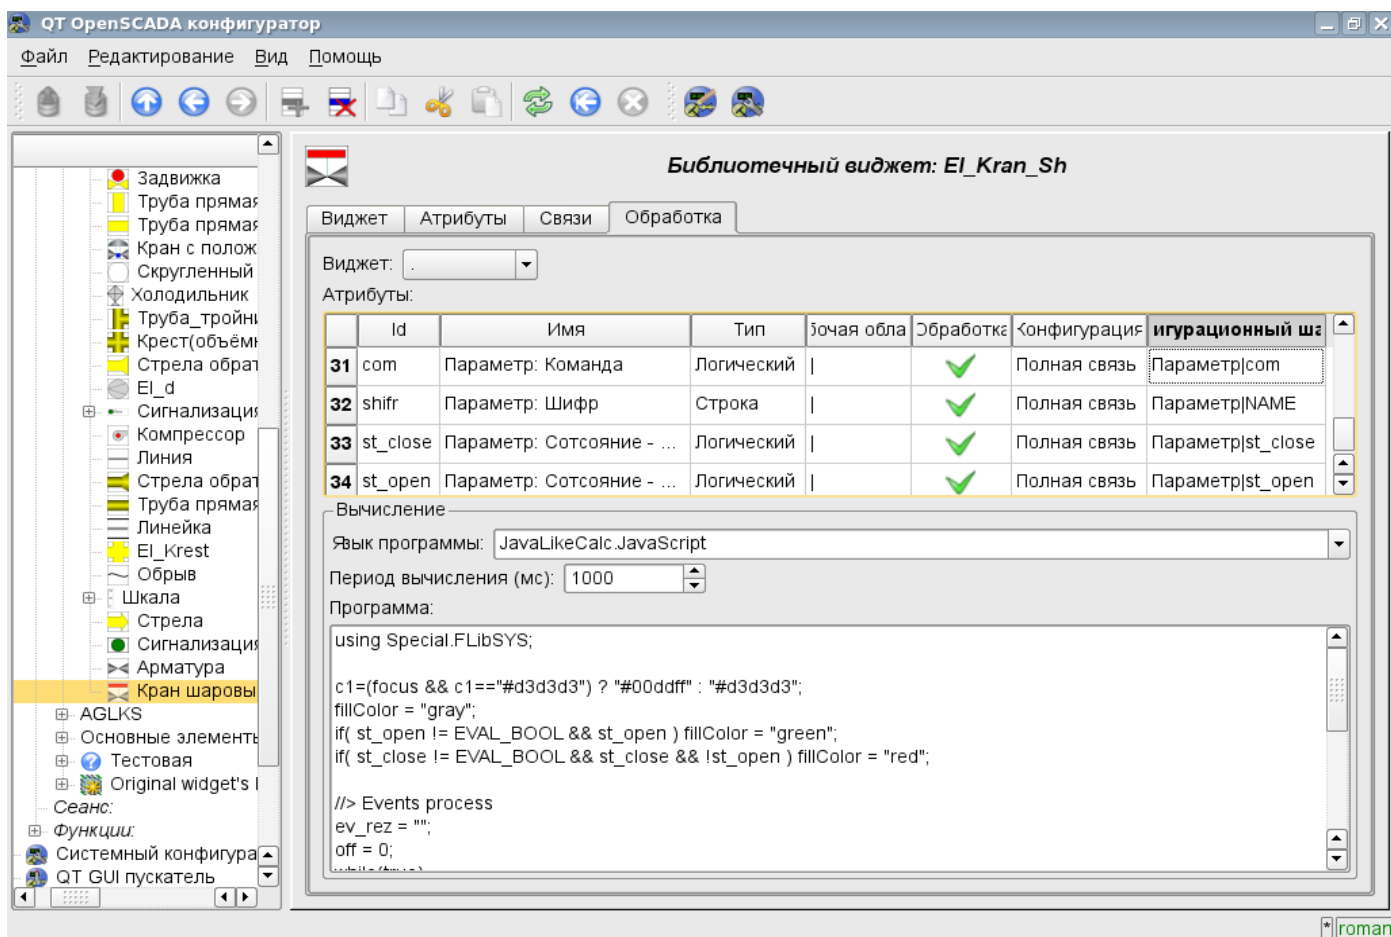 QT OpenSCADA конфигуратор
Файл Редактирование Вид Помощь
Задвижка
Труба прямая
Труба прямая
Кран с полож
Скругленный
Холодильник
Труба_тройни
Крест(объёмн
Стрела обрат
El_d
Сигнализация
Компрессор
Линия
Стрела обрат
Труба прямая
Линейка
El_Krest
Обрыв
Шкала
Стрела
Сигнализация
Арматура
Кран шаровы
AGLKS
Основные элементь
Тестовая
Original widget's l
Сеанс:
Функции:
Системный конфигура
QT GUI пускатель
Библиотечный виджет: El_Kran_Sh
Виджет Атрибуты Связи Обработка
Виджет: .
Атрибуты:
Id Имя Тип бочая обла Обработка Конфигурация игурационный ша
31 com Параметр: Команда Логический | Полная связь Параметр|com
32 shifr Параметр: Шифр Строка | Полная связь Параметр|NAME
33 st_close Параметр: Сотсояние - ... Логический | Полная связь Параметр|st_close
34 st_open Параметр: Сотсояние - ... Логический | Полная связь Параметр|st_open
Вычисление
Язык программы: JavaLikeCalc.JavaScript
Период вычисления (мс): 1000
Программа:
using Special.FLibSYS;
c1=(focus && c1=="#d3d3d3") ? "#00ddff" : "#d3d3d3";
fillColor = "gray";
if( st_open != EVAL_BOOL && st_open ) fillColor = "green";
if( st_close != EVAL_BOOL && st_close && !st_open ) fillColor = "red";
//> Events process
ev_rez = "";
off = 0;
while(true)
* roman